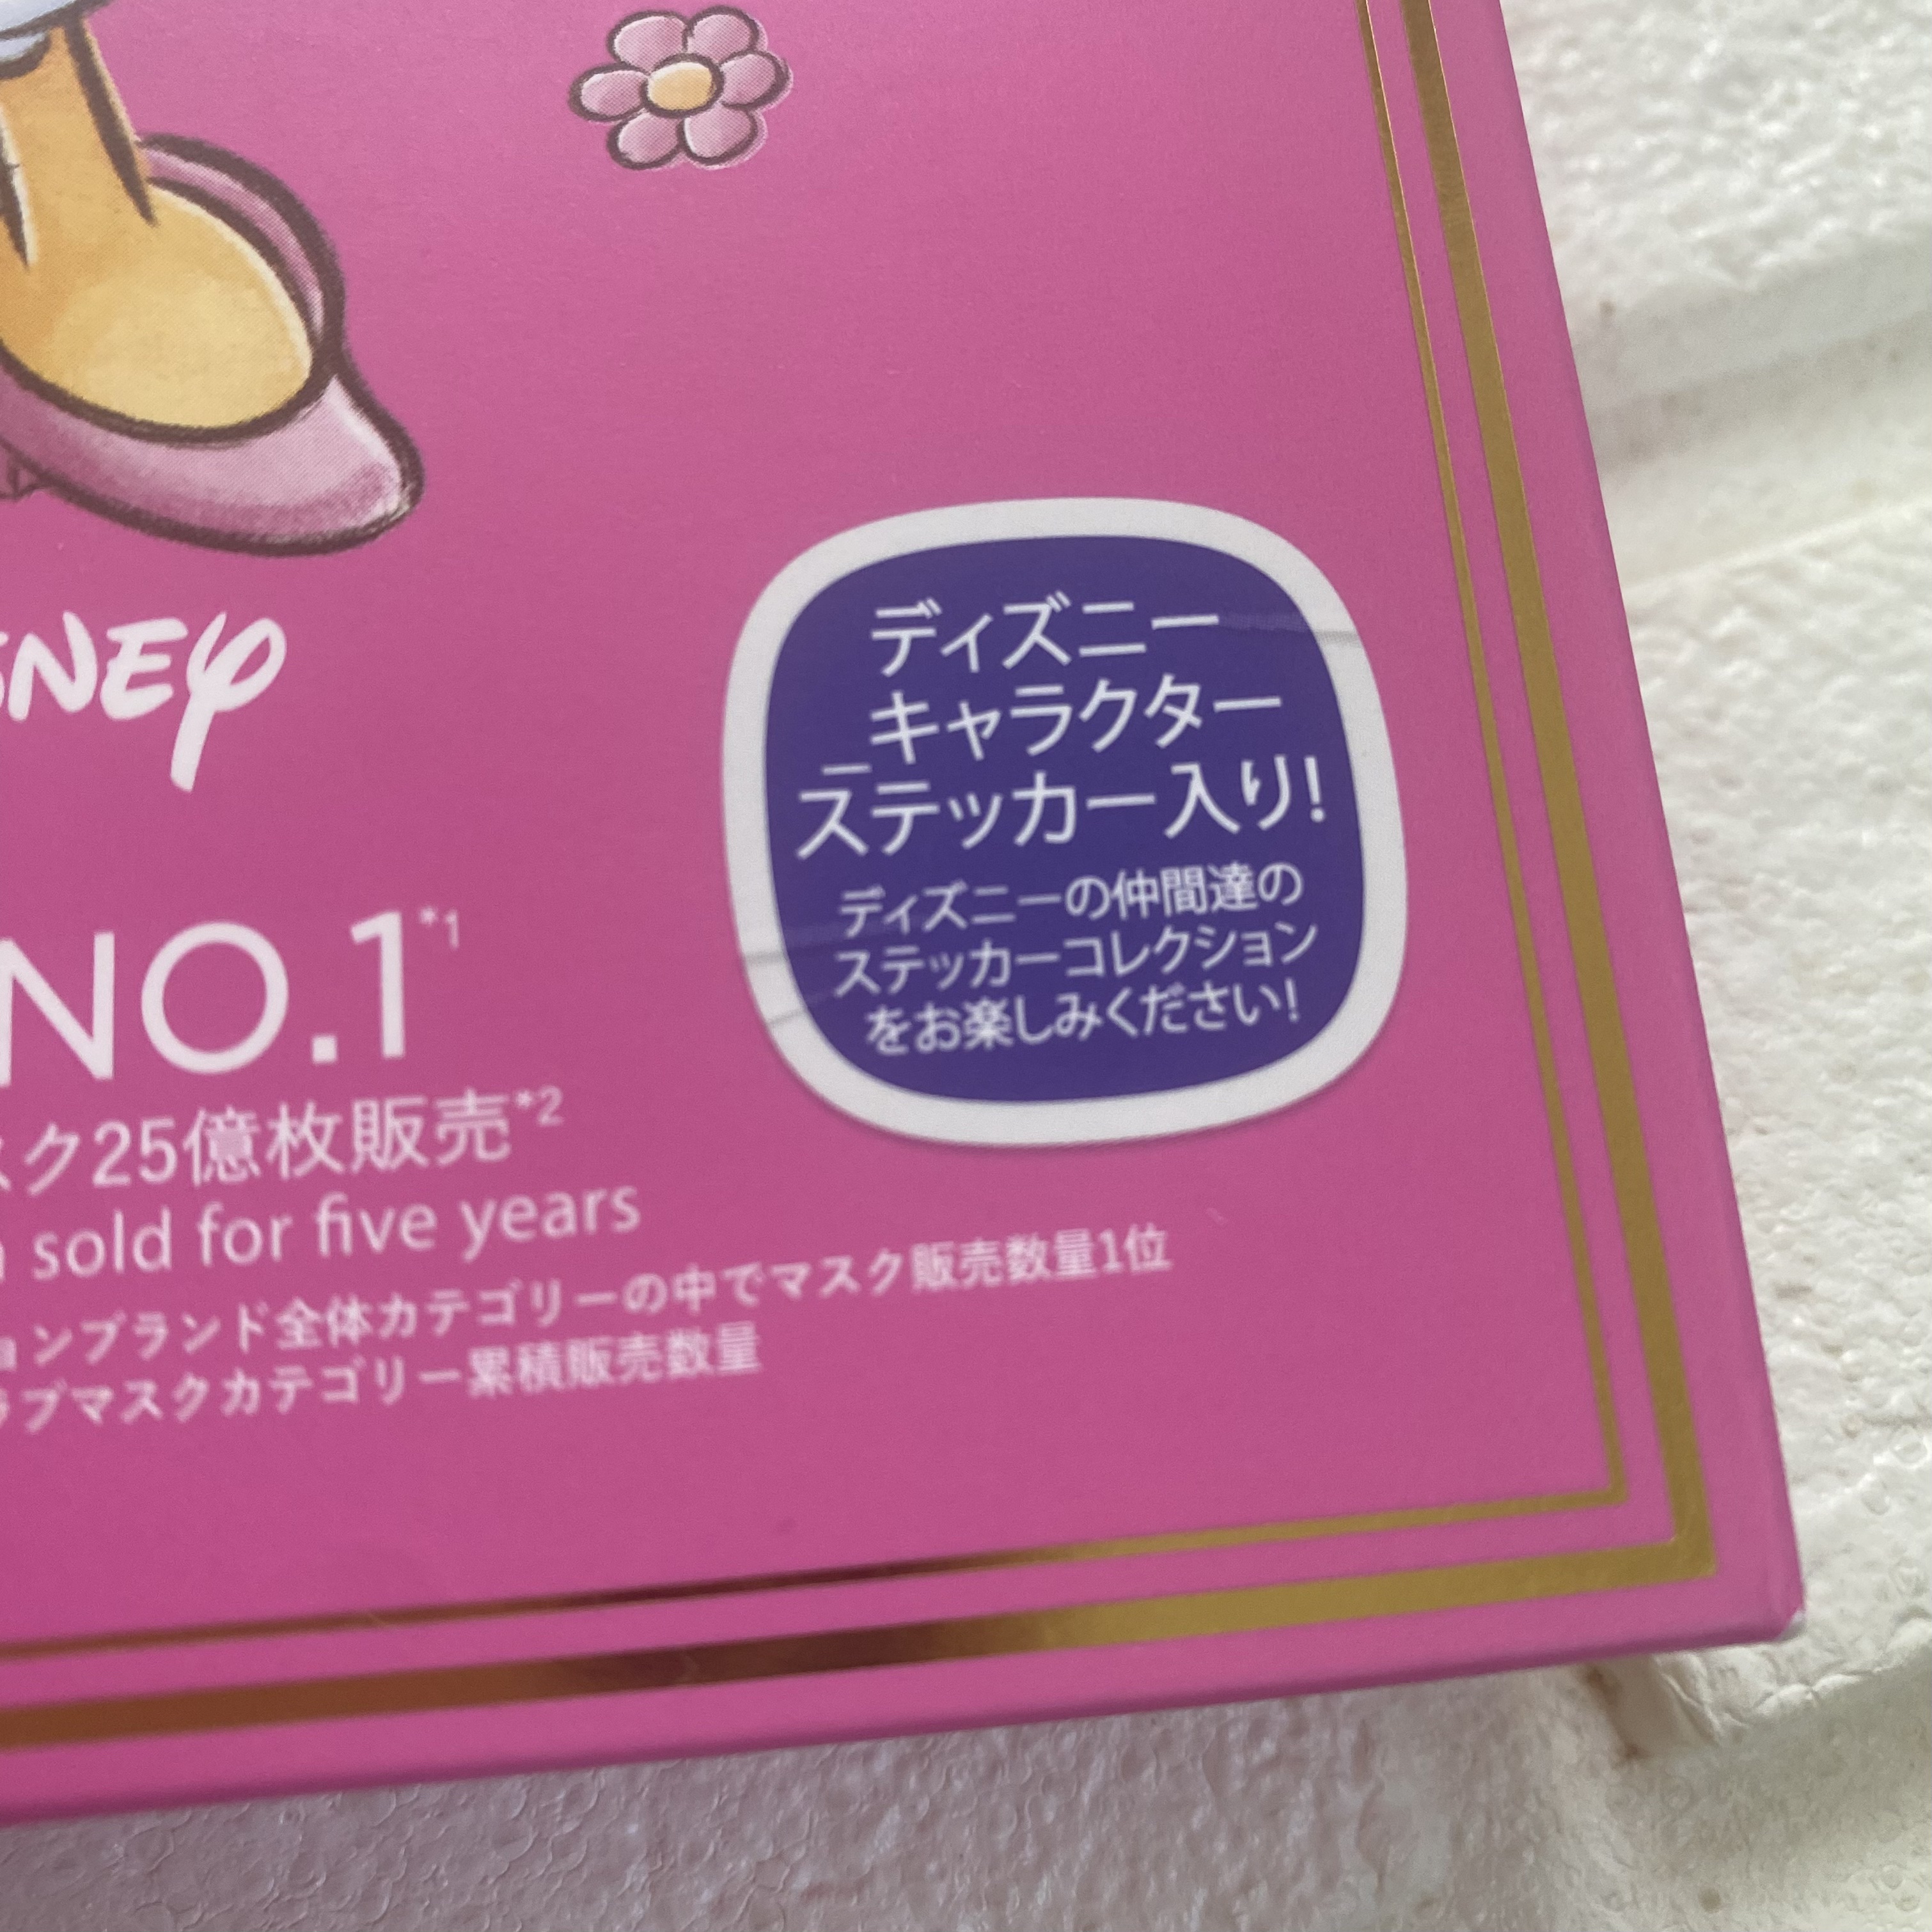 NEY
ディズニー
キャラクター
ステッカー入り!
ディズニーの仲間達の
ステッカーコレクション
をお楽しみください!
NO.1*1
スク25億枚販売*2
sold for five years
ョンブランド全体カテゴリーの中でマスク販売数量1位
ラブマスクカテゴリー累積販売数量